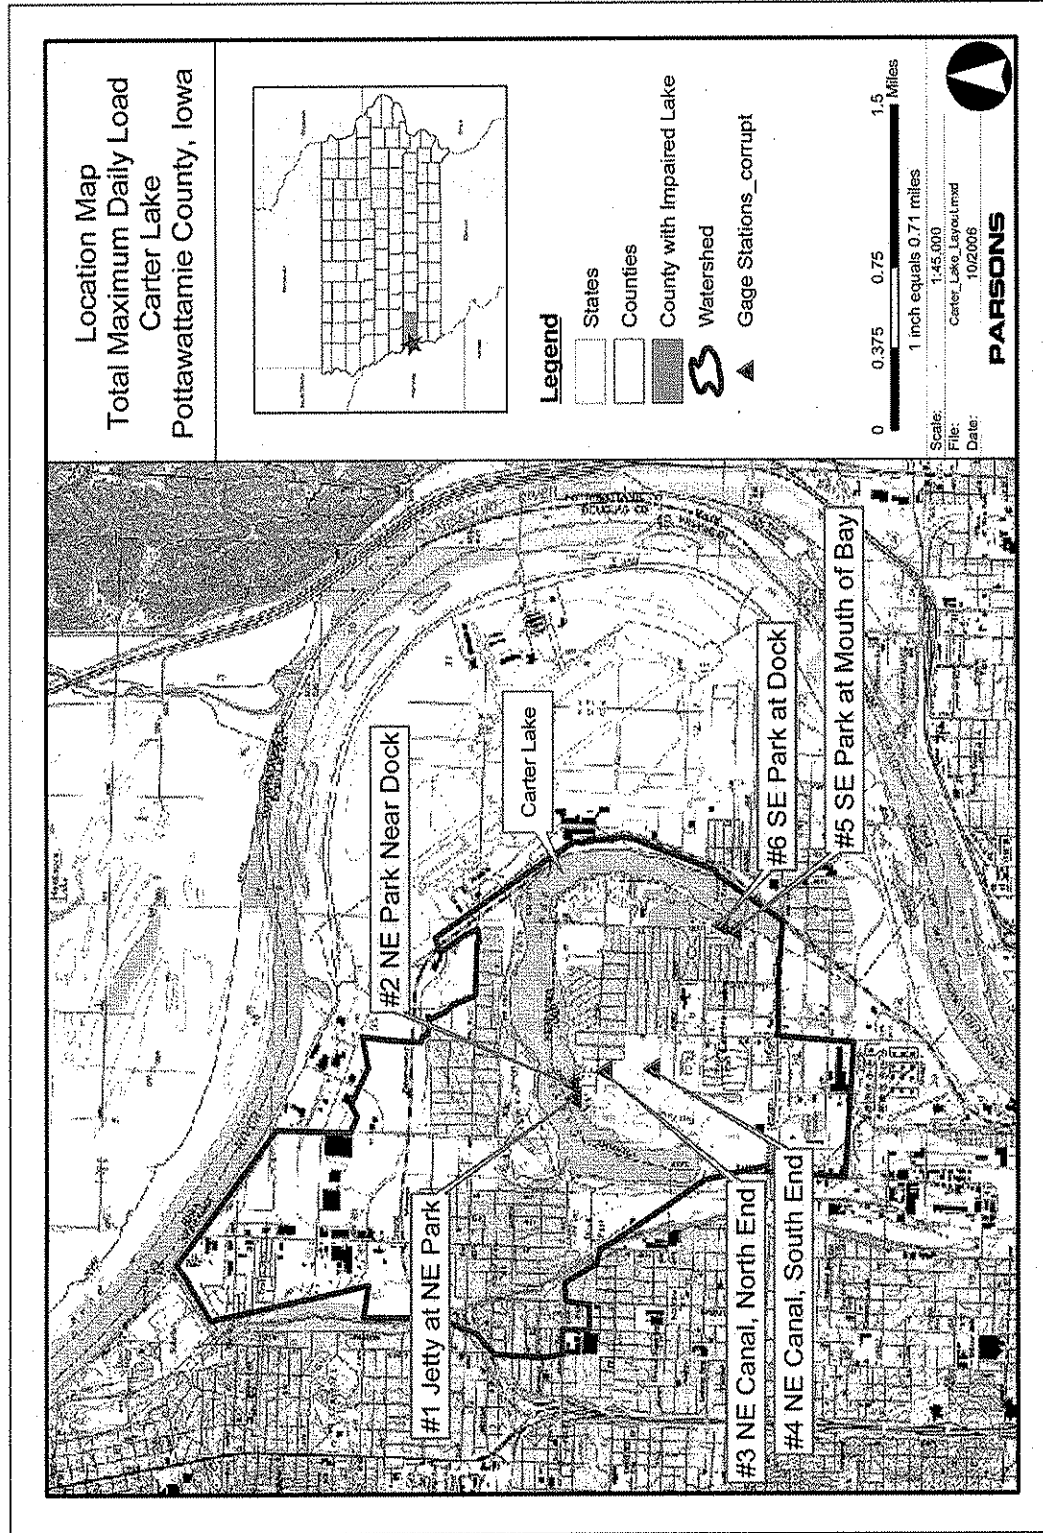 Location Map
Total Maximum Daily Load
Carter Lake
Pottawattamie County, Iowa
Legend
States
Counties
County with Impaired Lake
Watershed
Gage Stations_corrupt
0 0.375 0.75 1.5
Miles
1 inch equals 0.71 miles
Scale: 1:45,000
File: Carter_Lake_Layout.mxd
Date: 10/2006
PARSONS
#2 NE Park Near Dock
Carter Lake
#1 Jetty at NE Park
#6 SE Park at Dock
#5 SE Park at Mouth of Bay
#3 NE Canal, North End
#4 NE Canal, South End